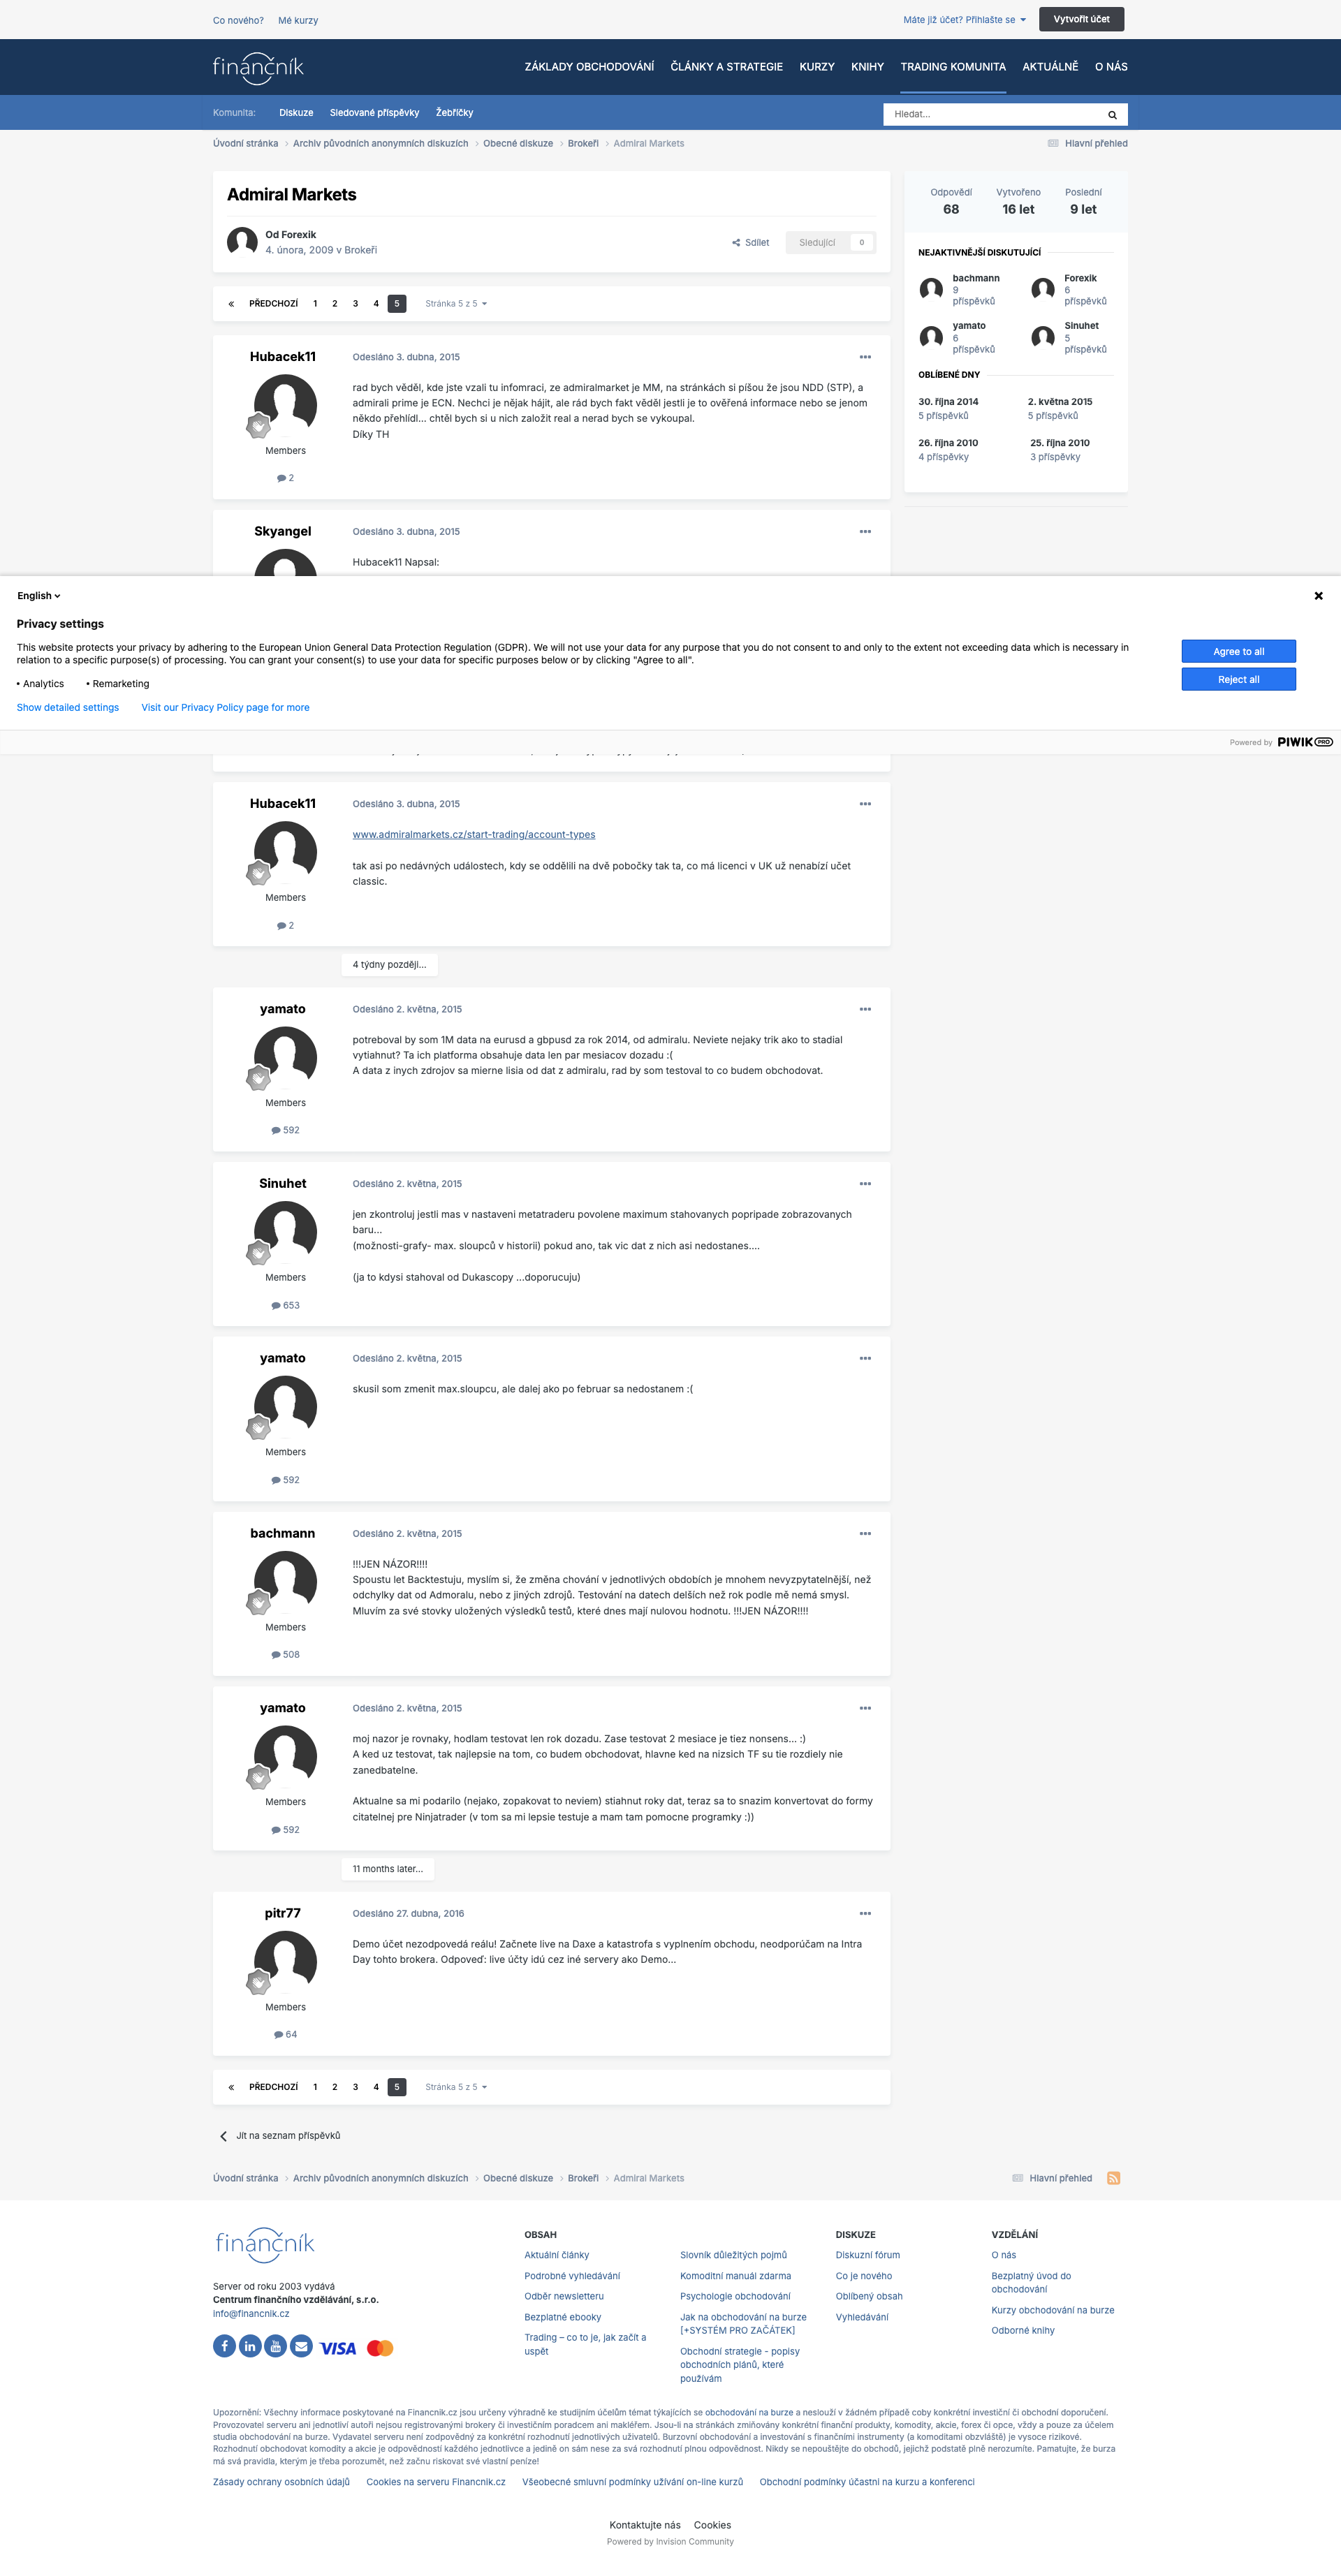 Co nového? Mé kurzy
Máte již účet? Přihlašte se
Vytvořit účet
finančník
ZÁKLADY OBCHODOVÁNÍ ČLÁNKY A STRATEGIE KURZY KNIHY TRADING KOMUNITA AKTUÁLNĚ O NÁS
Komunita: Diskuze Sledované příspěvky Žebříčky
Hledat...
Úvodní stránka > Archiv původních anonymních diskuzích > Obecné diskuze > Brokeři > Admiral Markets
Hlavní přehled
Admiral Markets
Od Forexik
4. února, 2009 v Brokeři
Sdílet
Sledující 0
Odpovědí 68
Vytvořeno 16 let
Poslední 9 let
NEJAKTIVNĚJŠÍ DISKUTUJÍCÍ
bachmann
9
příspěvků
Forexik
6
příspěvků
yamato
6
příspěvků
Sinuhet
5
příspěvků
OBLÍBENÉ DNY
30. října 2014
5 příspěvků
2. května 2015
5 příspěvků
26. října 2010
4 příspěvky
25. října 2010
3 příspěvky
« PŘEDCHOZÍ 1 2 3 4 5 Stránka 5 z 5
Hubacek11
Members
2
Odesláno 3. dubna, 2015
rad bych věděl, kde jste vzali tu infomraci, ze admiralmarket je MM, na stránkách si píšou že jsou NDD (STP), a
admirali prime je ECN. Nechci je nějak hájit, ale rád bych fakt věděl jestli je to ověřená informace nebo se jenom
někdo přehlídl... chtěl bych si u nich založit real a nerad bych se vykoupal.
Díky TH
Skyangel
Odesláno 3. dubna, 2015
Hubacek11 Napsal:
English
Privacy settings
This website protects your privacy by adhering to the European Union General Data Protection Regulation (GDPR). We will not use your data for any purpose that you do not consent to and only to the extent not exceeding data which is necessary in
relation to a specific purpose(s) of processing. You can grant your consent(s) to use your data for specific purposes below or by clicking "Agree to all".
• Analytics • Remarketing
Show detailed settings Visit our Privacy Policy page for more
Agree to all
Reject all
Powered by PIWIK PRO
Hubacek11
Members
2
Odesláno 3. dubna, 2015
www.admiralmarkets.cz/start-trading/account-types
tak asi po nedávných událostech, kdy se oddělili na dvě pobočky tak ta, co má licenci v UK už nenabízí učet
classic.
4 týdny později...
yamato
Members
592
Odesláno 2. května, 2015
potreboval by som 1M data na eurusd a gbpusd za rok 2014, od admiralu. Neviete nejaky trik ako to stadial
vytiahnut? Ta ich platforma obsahuje data len par mesiacov dozadu :(
A data z inych zdrojov sa mierne lisia od dat z admiralu, rad by som testoval to co budem obchodovat.
Sinuhet
Members
653
Odesláno 2. května, 2015
jen zkontroluj jestli mas v nastaveni metatraderu povolene maximum stahovanych popripade zobrazovanych
baru...
(možnosti-grafy- max. sloupců v historii) pokud ano, tak vic dat z nich asi nedostanes....
(ja to kdysi stahoval od Dukascopy ...doporucuju)
yamato
Members
592
Odesláno 2. května, 2015
skusil som zmenit max.sloupcu, ale dalej ako po februar sa nedostanem :(
bachmann
Members
508
Odesláno 2. května, 2015
!!!JEN NÁZOR!!!!
Spoustu let Backtestuju, myslím si, že změna chování v jednotlivých obdobích je mnohem nevyzpytatelnější, než
odchylky dat od Admoralu, nebo z jiných zdrojů. Testování na datech delších než rok podle mě nemá smysl.
Mluvím za své stovky uložených výsledků testů, které dnes mají nulovou hodnotu. !!!JEN NÁZOR!!!!
yamato
Members
592
Odesláno 2. května, 2015
moj nazor je rovnaky, hodlam testovat len rok dozadu. Zase testovat 2 mesiace je tiez nonsens... :)
A ked uz testovat, tak najlepsie na tom, co budem obchodovat, hlavne ked na nizsich TF su tie rozdiely nie
zanedbatelne.
Aktualne sa mi podarilo (nejako, zopakovat to neviem) stiahnut roky dat, teraz sa to snazim konvertovat do formy
citatelnej pre Ninjatrader (v tom sa mi lepsie testuje a mam tam pomocne programky :))
11 months later...
pitr77
Members
64
Odesláno 27. dubna, 2016
Demo účet nezodpovedá reálu! Začnete live na Daxe a katastrofa s vyplnením obchodu, neodporúčam na Intra
Day tohto brokera. Odpoveď: live účty idú cez iné servery ako Demo...
« PŘEDCHOZÍ 1 2 3 4 5 Stránka 5 z 5
Jít na seznam příspěvků
Úvodní stránka > Archiv původních anonymních diskuzích > Obecné diskuze > Brokeři > Admiral Markets
Hlavní přehled
finančník
Server od roku 2003 vydává
Centrum finančního vzdělávání, s.r.o.
info@financnik.cz
VISA
OBSAH
Aktuální články
Podrobné vyhledávání
Odběr newsletteru
Bezplatné ebooky
Trading – co to je, jak začít a
uspět
Slovník důležitých pojmů
Komoditní manuál zdarma
Psychologie obchodování
Jak na obchodování na burze
[+SYSTÉM PRO ZAČÁTEK]
Obchodní strategie - popisy
obchodních plánů, které
používám
DISKUZE
Diskuzní fórum
Co je nového
Oblíbený obsah
Vyhledávání
VZDĚLÁNÍ
O nás
Bezplatný úvod do
obchodování
Kurzy obchodování na burze
Odborné knihy
Upozornění: Všechny informace poskytované na Financnik.cz jsou určeny výhradně ke studijním účelům témat týkajících se obchodování na burze a neslouží v žádném případě coby konkrétní investiční či obchodní doporučení.
Provozovatel serveru ani jednotliví autoři nejsou registrovanými brokery či investičním poradcem ani makléřem. Jsou-li na stránkách zmiňovány konkrétní finanční produkty, komodity, akcie, forex či opce, vždy a pouze za účelem
studia obchodování na burze. Vydavatel serveru není zodpovědný za konkrétní rozhodnutí jednotlivých uživatelů. Burzovní obchodování a investování s finančními instrumenty (a komoditami obzvláště) je vysoce rizikové.
Rozhodnutí obchodovat komodity a akcie je odpovědností každého jednotlivce a jedině on sám nese za svá rozhodnutí plnou odpovědnost. Nikdy se nepouštějte do obchodů, jejichž podstatě plně nerozumíte. Pamatujte, že burza
má svá pravidla, kterým je třeba porozumět, než začnu riskovat své vlastní peníze!
Zásady ochrany osobních údajů Cookies na serveru Financnik.cz Všeobecné smluvní podmínky užívání on-line kurzů Obchodní podmínky účastni na kurzu a konferenci
Kontaktujte nás Cookies
Powered by Invision Community